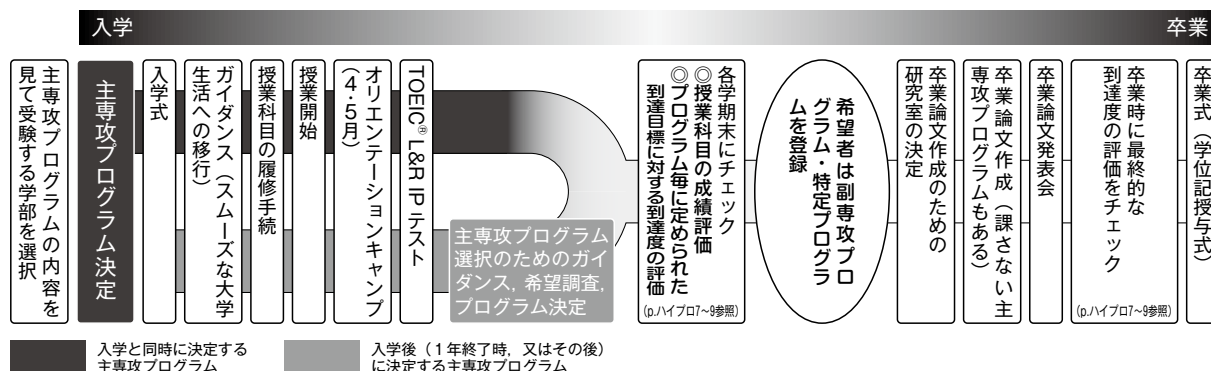 入学
卒業
主専攻プログラムの内容を
見て受験する学部を選択
主専攻プログラム決定
入学式
ガイダンス（スムーズな大学
生活への移行）
授業科目の履修手続
授業開始
オリエンテーションキャンプ
（4・5月）
TOEIC® L&R IP テスト
主専攻プログラム
選択のためのガイ
ダンス，希望調査，
プログラム決定
各学期末にチェック
◎授業科目の成績評価
◎プログラム毎に定められた
到達目標に対する到達度の評価
(p.ハイプロ7〜9参照)
希望者は副専攻プロ
グラム・特定プログラ
ムを登録
卒業論文作成のための
研究室の決定
卒業論文作成（課さない主
専攻プログラムもある）
卒業論文発表会
卒業時に最終的な
到達度の評価をチェック
(p.ハイプロ7〜9参照)
卒業式（学位記授与式）
入学と同時に決定する
主専攻プログラム
入学後（1年終了時，又はその後）
に決定する主専攻プログラム